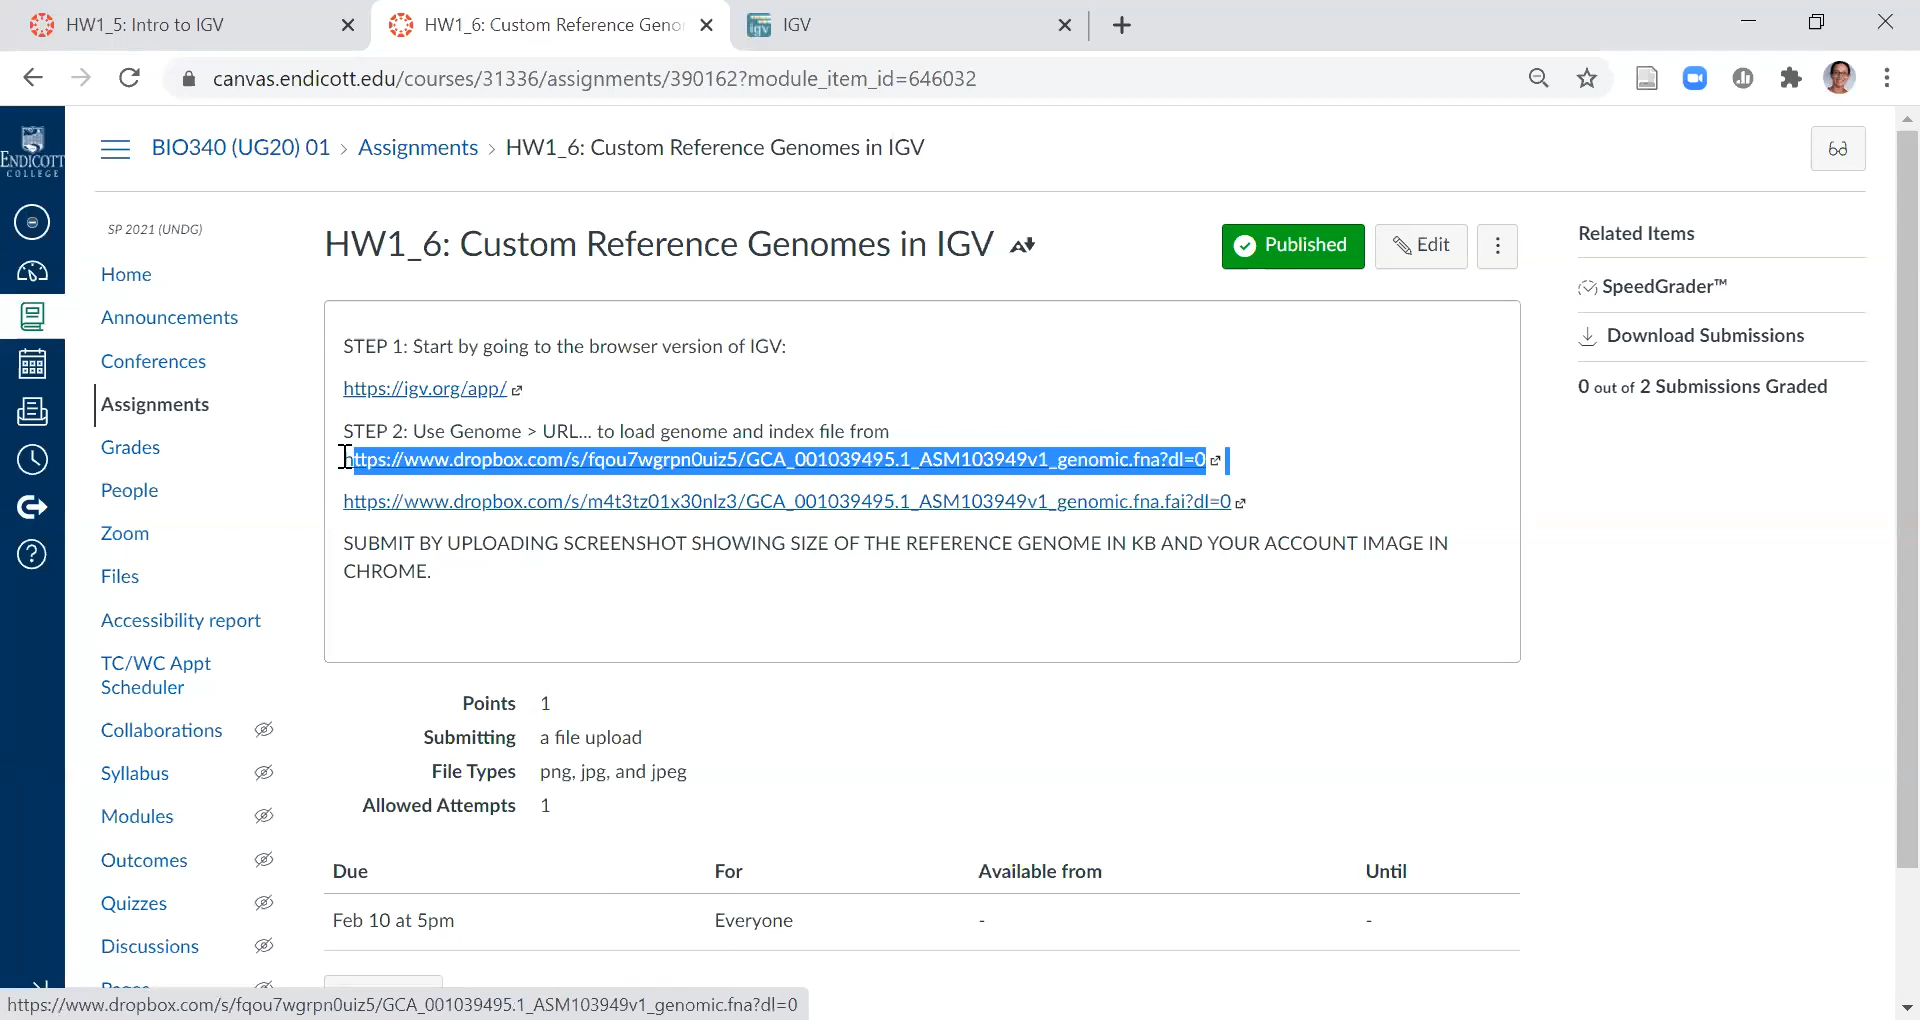 HW1_5: Intro to IGV
HW1_6: Custom Reference Geno
IGV
canvas.endicott.edu/courses/31336/assignments/390162?module_item_id=646032
ENDICOTT
COLLEGE
BIO340 (UG20) 01 › Assignments › HW1_6: Custom Reference Genomes in IGV
SP 2021 (UNDG)
Home
Announcements
Conferences
Assignments
Grades
People
Zoom
Files
Accessibility report
TC/WC Appt
Scheduler
Collaborations
Syllabus
Modules
Outcomes
Quizzes
Discussions
Pages
HW1_6: Custom Reference Genomes in IGV
Published
Edit
STEP 1: Start by going to the browser version of IGV:
https://igv.org/app/
STEP 2: Use Genome > URL... to load genome and index file from
https://www.dropbox.com/s/fqou7wgrpn0uiz5/GCA_001039495.1_ASM103949v1_genomic.fna?dl=0
https://www.dropbox.com/s/m4t3tz01x30nlz3/GCA_001039495.1_ASM103949v1_genomic.fna.fai?dl=0
SUBMIT BY UPLOADING SCREENSHOT SHOWING SIZE OF THE REFERENCE GENOME IN KB AND YOUR ACCOUNT IMAGE IN
CHROME.
Points 1
Submitting a file upload
File Types png, jpg, and jpeg
Allowed Attempts 1
Due For Available from Until
Feb 10 at 5pm Everyone - -
Related Items
SpeedGrader™
Download Submissions
0 out of 2 Submissions Graded
https://www.dropbox.com/s/fqou7wgrpn0uiz5/GCA_001039495.1_ASM103949v1_genomic.fna?dl=0